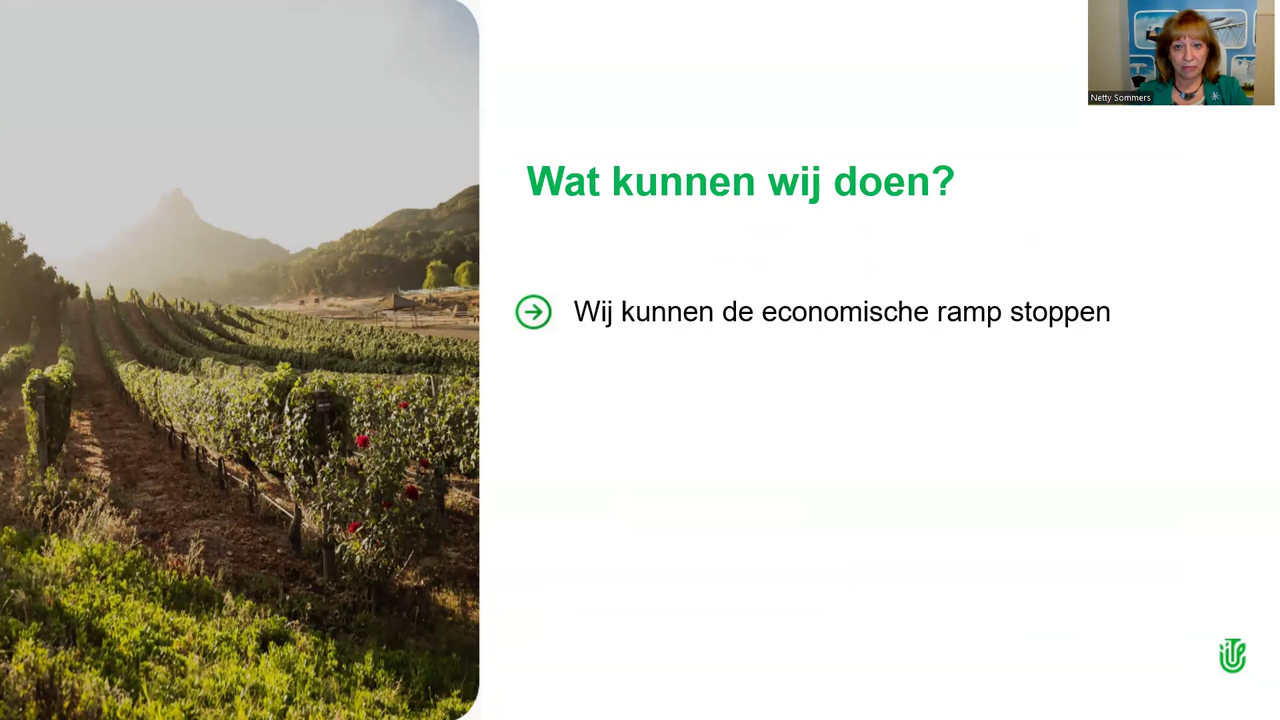 Netty Sommers
Wat kunnen wij doen?
Wij kunnen de economische ramp stoppen